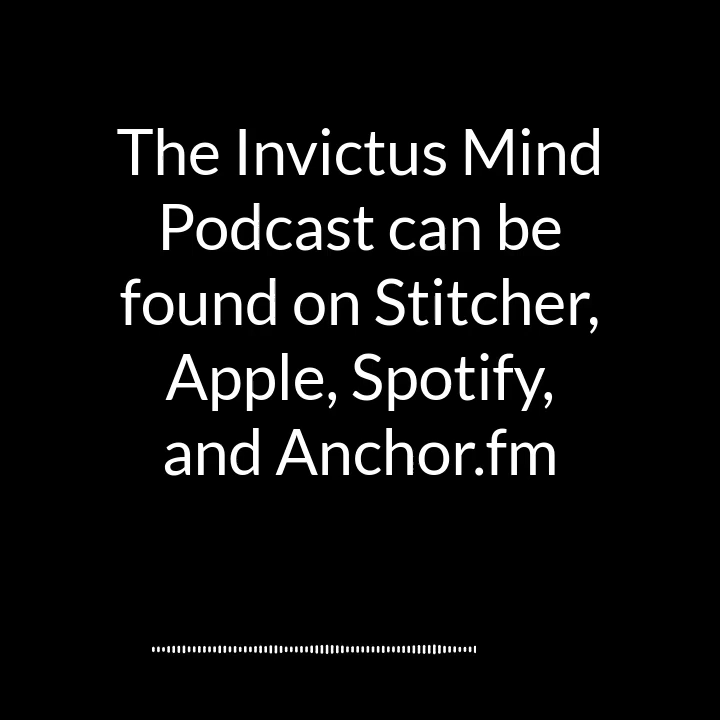 The Invictus Mind
Podcast can be
found on Stitcher,
Apple, Spotify,
and Anchor.fm